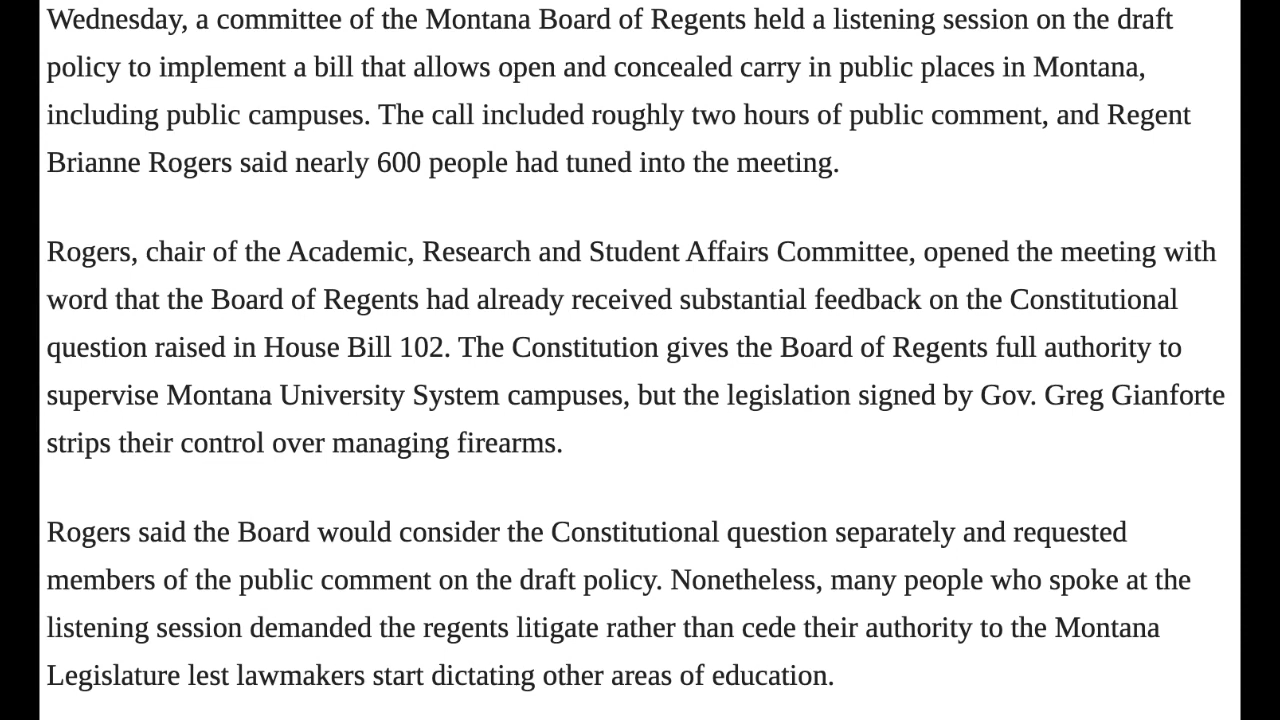 Wednesday, a committee of the Montana Board of Regents held a listening session on the draft
policy to implement a bill that allows open and concealed carry in public places in Montana,
including public campuses. The call included roughly two hours of public comment, and Regent
Brianne Rogers said nearly 600 people had tuned into the meeting.
Rogers, chair of the Academic, Research and Student Affairs Committee, opened the meeting with
word that the Board of Regents had already received substantial feedback on the Constitutional
question raised in House Bill 102. The Constitution gives the Board of Regents full authority to
supervise Montana University System campuses, but the legislation signed by Gov. Greg Gianforte
strips their control over managing firearms.
Rogers said the Board would consider the Constitutional question separately and requested
members of the public comment on the draft policy. Nonetheless, many people who spoke at the
listening session demanded the regents litigate rather than cede their authority to the Montana
Legislature lest lawmakers start dictating other areas of education.